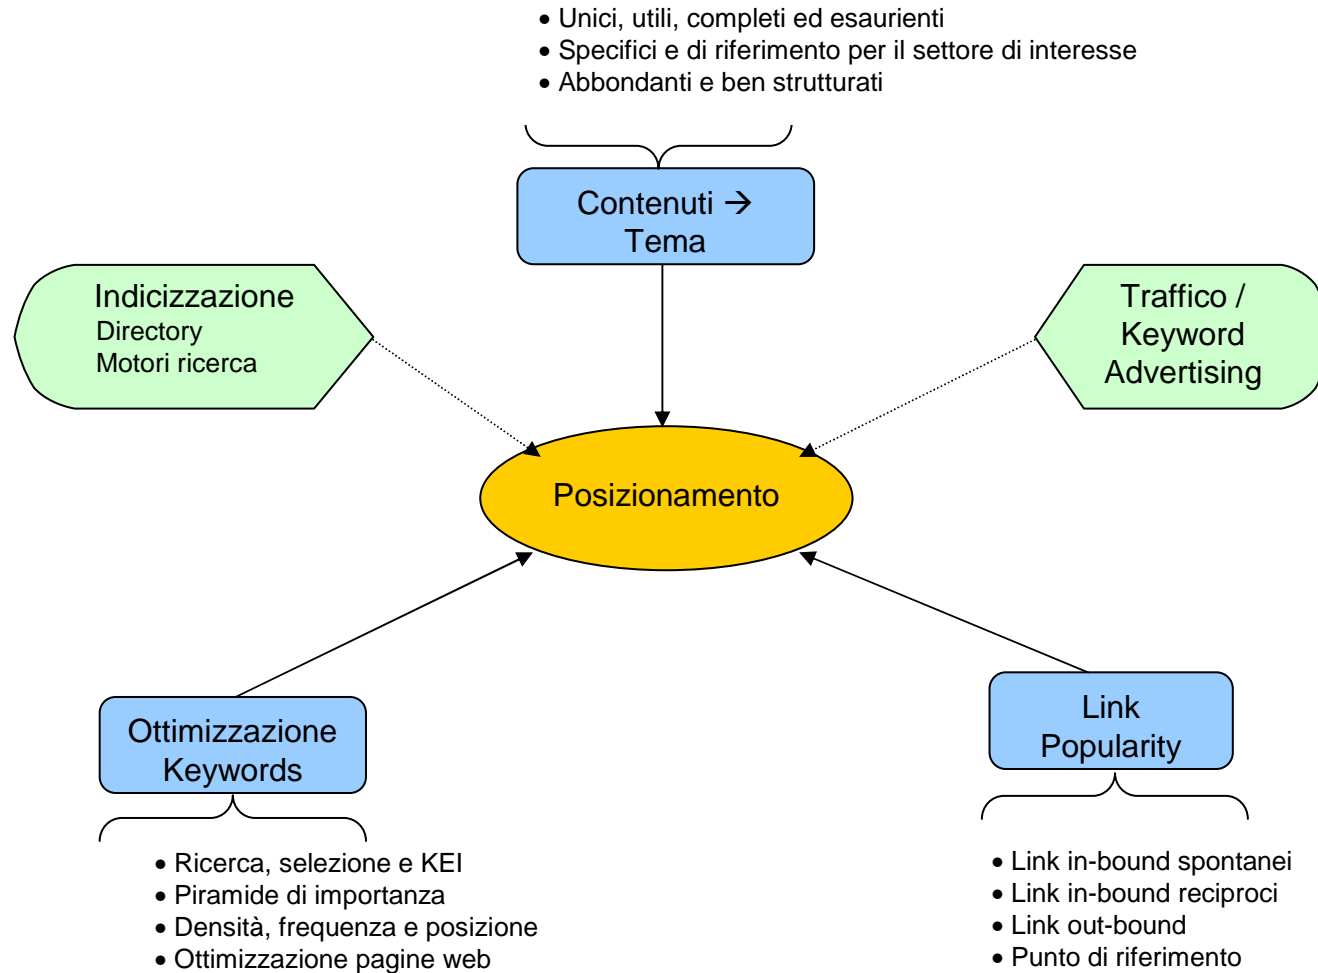 • Unici, utili, completi ed esaurienti
• Specifici e di riferimento per il settore di interesse
• Abbondanti e ben strutturati
Contenuti →
Tema
Indicizzazione
Directory
Motori ricerca
Traffico /
Keyword
Advertising
Posizionamento
Ottimizzazione
Keywords
Link
Popularity
• Ricerca, selezione e KEI
• Piramide di importanza
• Densità, frequenza e posizione
• Ottimizzazione pagine web
• Link in-bound spontanei
• Link in-bound reciproci
• Link out-bound
• Punto di riferimento